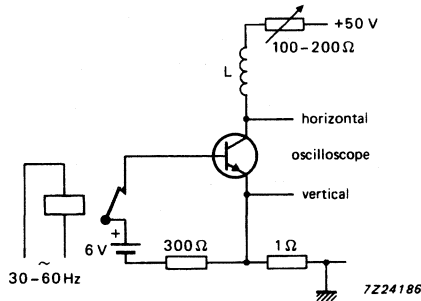 +50 V
100–200Ω
L
horizontal
oscilloscope
vertical
~
+
6 V
300Ω
1Ω
30–60Hz
7Z24186